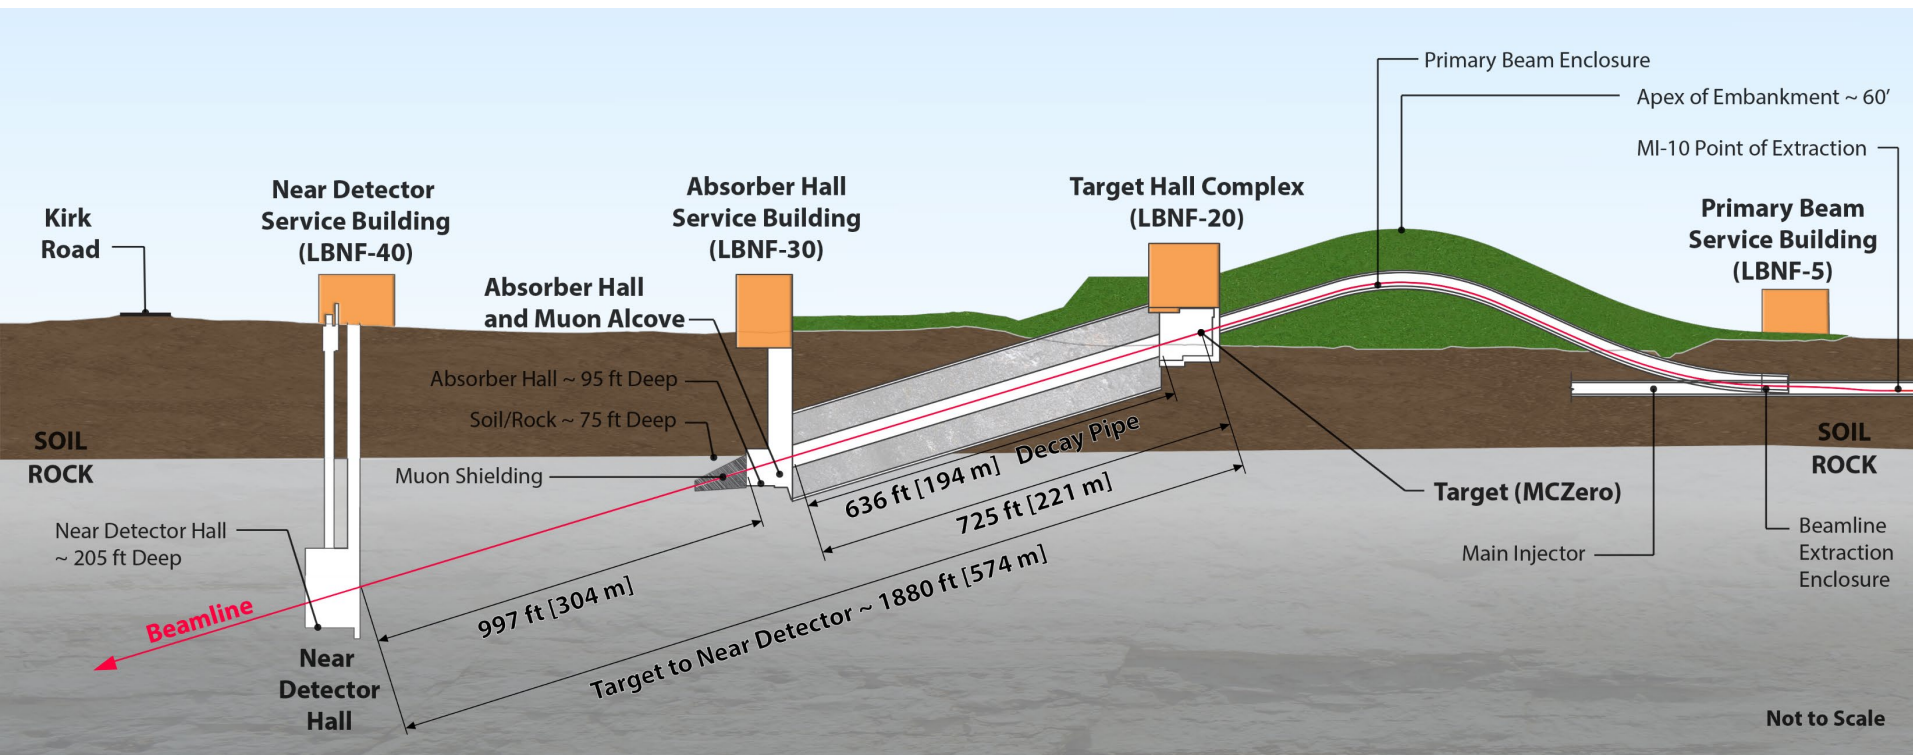 Primary Beam Enclosure
Apex of Embankment ~ 60'
MI-10 Point of Extraction
Kirk
Road
Near Detector
Service Building
(LBNF-40)
Absorber Hall
Service Building
(LBNF-30)
Target Hall Complex
(LBNF-20)
Primary Beam
Service Building
(LBNF-5)
Absorber Hall
and Muon Alcove
Absorber Hall ~ 95 ft Deep
Soil/Rock ~ 75 ft Deep
Muon Shielding
SOIL
ROCK
SOIL
ROCK
Near Detector Hall
~ 205 ft Deep
636 ft [194 m] Decay Pipe
725 ft [221 m]
997 ft [304 m]
Target to Near Detector ~ 1880 ft [574 m]
Target (MCZero)
Main Injector
Beamline
Extraction
Enclosure
Beamline
Near
Detector
Hall
Not to Scale